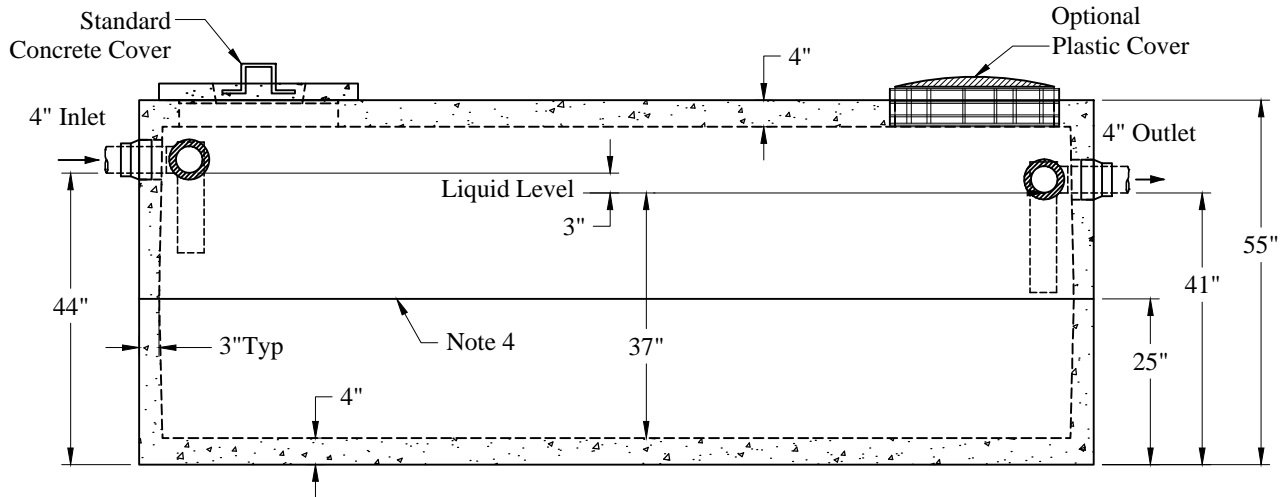 Standard
Concrete Cover
Optional
Plastic Cover
4"
4" Inlet
4" Outlet
Liquid Level
3"
55"
44"
41"
3"Typ
Note 4
37"
25"
4"